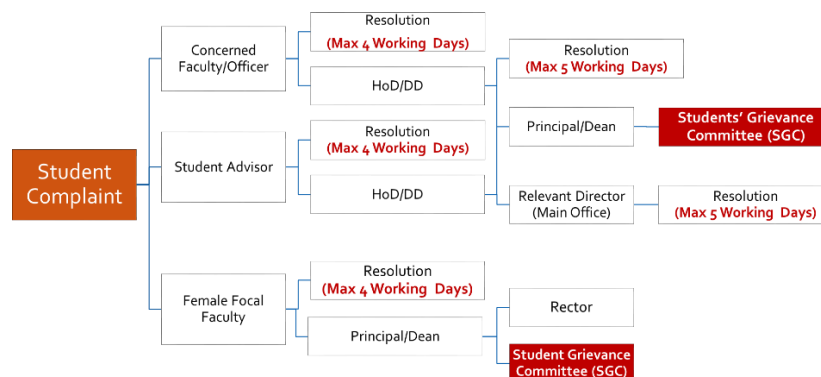 Student
Complaint
Concerned
Faculty/Officer
Resolution
(Max 4 Working Days)
HoD/DD
Student Advisor
Resolution
(Max 4 Working Days)
HoD/DD
Resolution
(Max 5 Working Days)
Principal/Dean
Students' Grievance
Committee (SGC)
Relevant Director
(Main Office)
Resolution
(Max 5 Working Days)
Female Focal
Faculty
Resolution
(Max 4 Working Days)
Principal/Dean
Rector
Student Grievance
Committee (SGC)